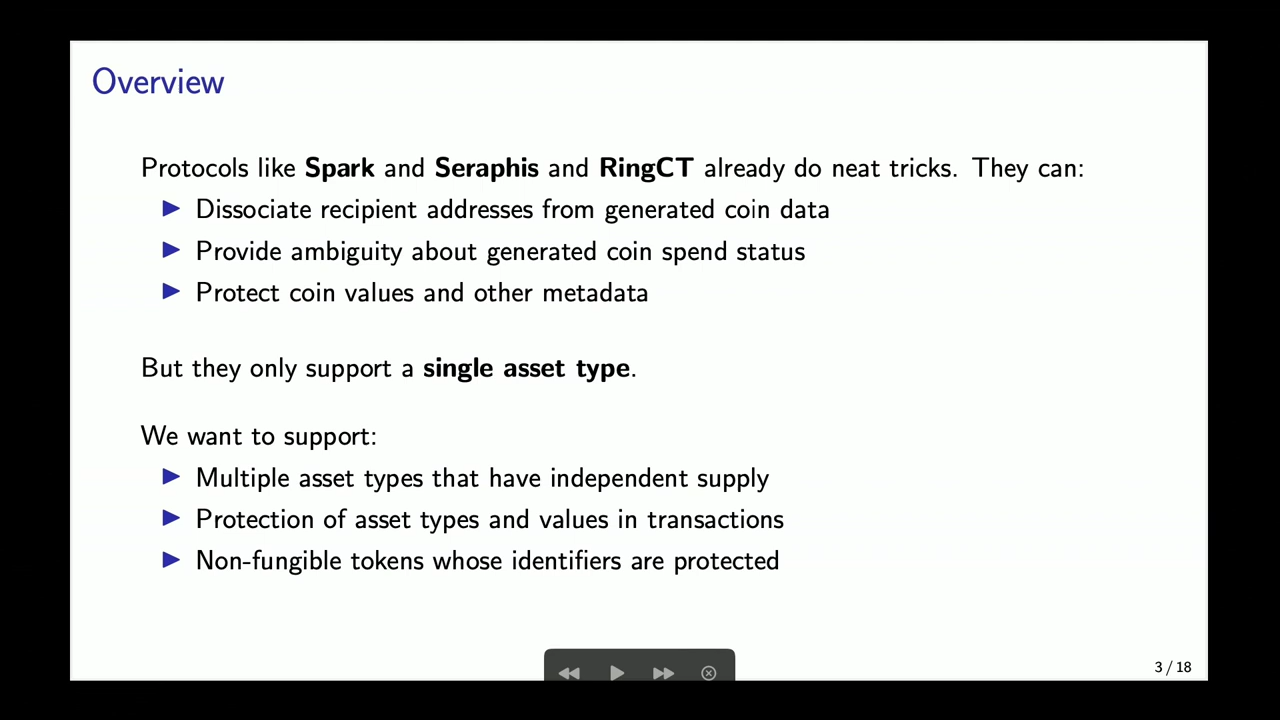 Overview
Protocols like Spark and Seraphis and RingCT already do neat tricks. They can:
Dissociate recipient addresses from generated coin data
Provide ambiguity about generated coin spend status
Protect coin values and other metadata
But they only support a single asset type.
We want to support:
Multiple asset types that have independent supply
Protection of asset types and values in transactions
Non-fungible tokens whose identifiers are protected
3 / 18